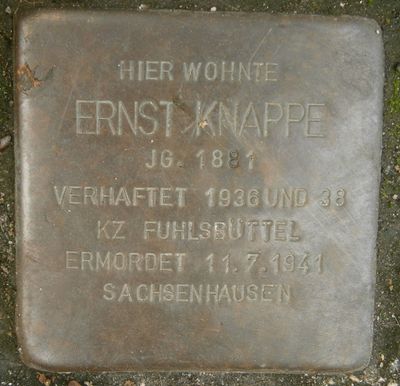 HIER WOHNTE
ERNST KNAPPE
JG. 1881
VERHAFTET 1936 UND 38
KZ FUHLSBÜTTEL
ERMORDET 11.7.1941
SACHSENHAUSEN